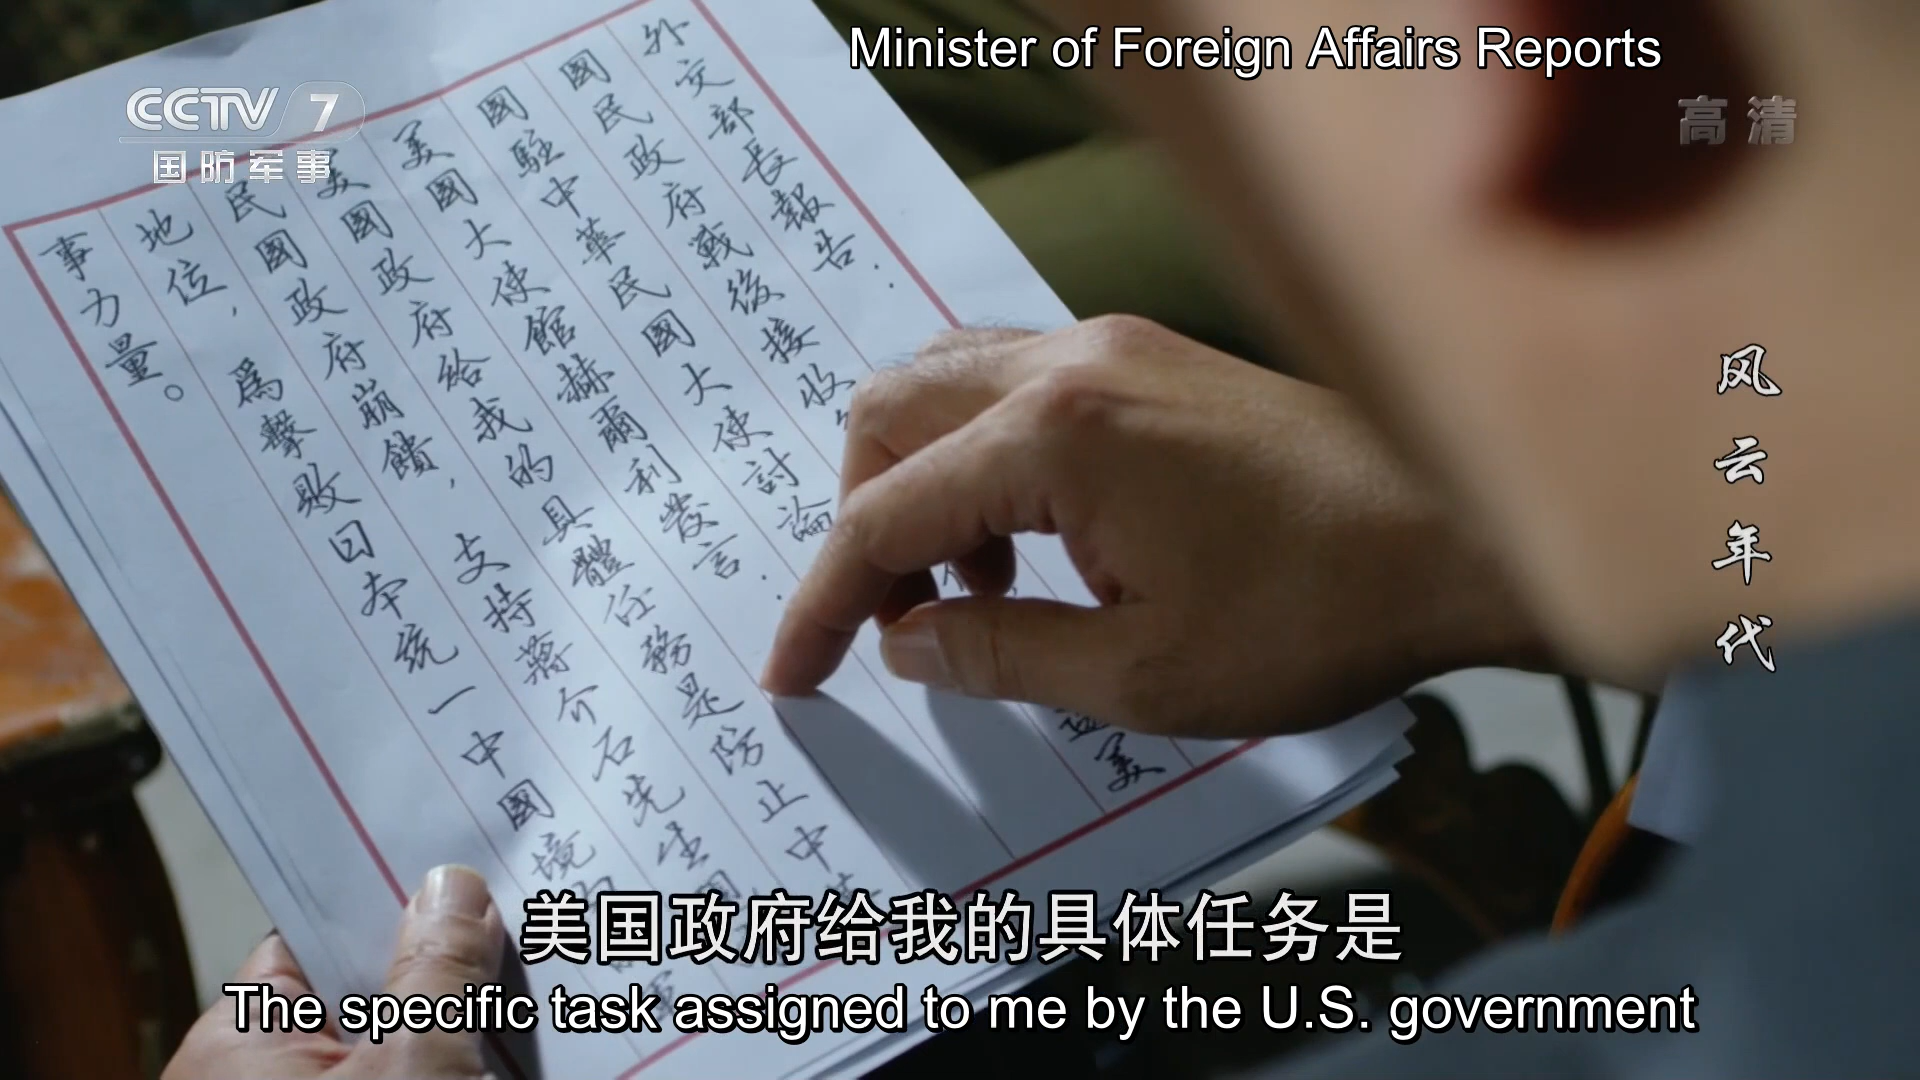 Minister of Foreign Affairs Reports
CCTV 7
国防军事
高清
风云年代
外交部長報告.
國民政府戰後接收
益美
國駐中華民國大使討論
美國大使館赫爾利發言.
美國政府給我的具體任務是防止中華
民國政府崩饋，支持蔣介石先生
地位，爲擊敗日本統一中國境
事力量。
美国政府给我的具体任务是
The specific task assigned to me by the U.S. government